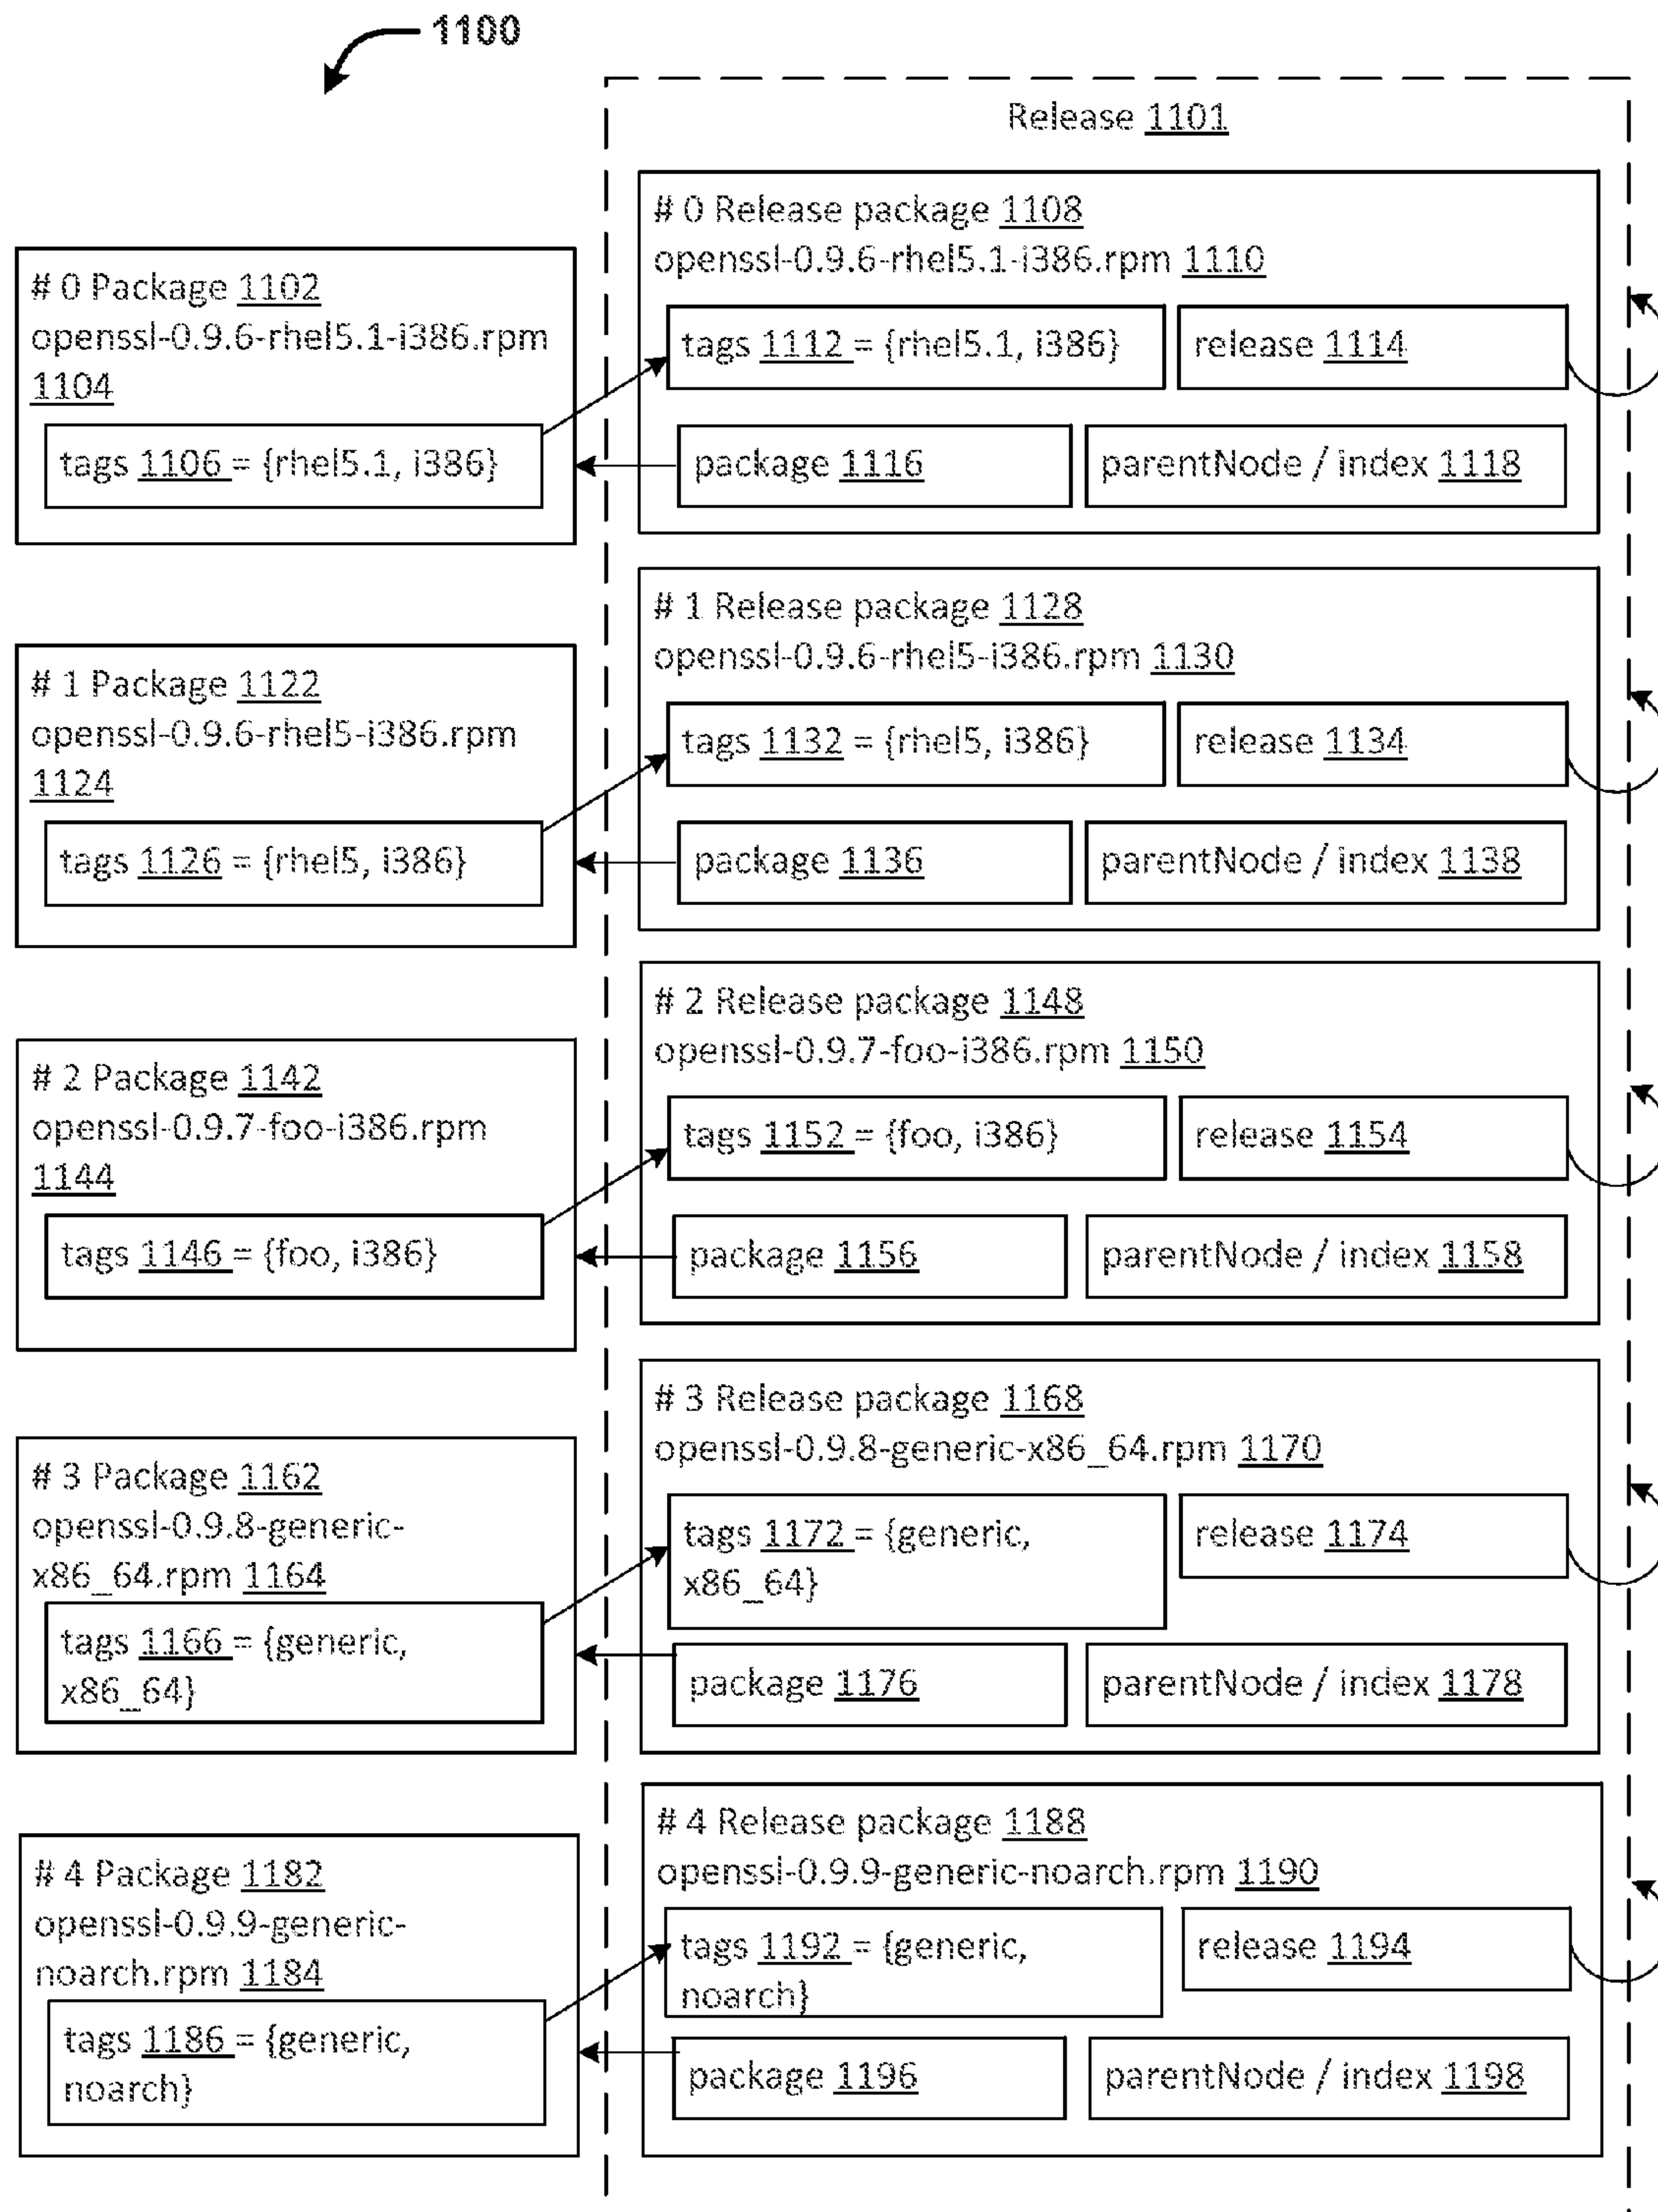 1100
Release 1101
# 0 Package 1102
openssl-0.9.6-rhel5.1-i386.rpm
1104
tags 1106 = {rhel5.1, i386}
# 0 Release package 1108
openssl-0.9.6-rhel5.1-i386.rpm 1110
tags 1112 = {rhel5.1, i386}
release 1114
package 1116
parentNode / index 1118
# 1 Package 1122
openssl-0.9.6-rhel5-i386.rpm
1124
tags 1126 = {rhel5, i386}
# 1 Release package 1128
openssl-0.9.6-rhel5-i386.rpm 1130
tags 1132 = {rhel5, i386}
release 1134
package 1136
parentNode / index 1138
# 2 Package 1142
openssl-0.9.7-foo-i386.rpm
1144
tags 1146 = {foo, i386}
# 2 Release package 1148
openssl-0.9.7-foo-i386.rpm 1150
tags 1152 = {foo, i386}
release 1154
package 1156
parentNode / index 1158
# 3 Package 1162
openssl-0.9.8-generic-
x86_64.rpm 1164
tags 1166 = {generic,
x86_64}
# 3 Release package 1168
openssl-0.9.8-generic-x86_64.rpm 1170
tags 1172 = {generic,
x86_64}
release 1174
package 1176
parentNode / index 1178
# 4 Package 1182
openssl-0.9.9-generic-
noarch.rpm 1184
tags 1186 = {generic,
noarch}
# 4 Release package 1188
openssl-0.9.9-generic-noarch.rpm 1190
tags 1192 = {generic,
noarch}
release 1194
package 1196
parentNode / index 1198